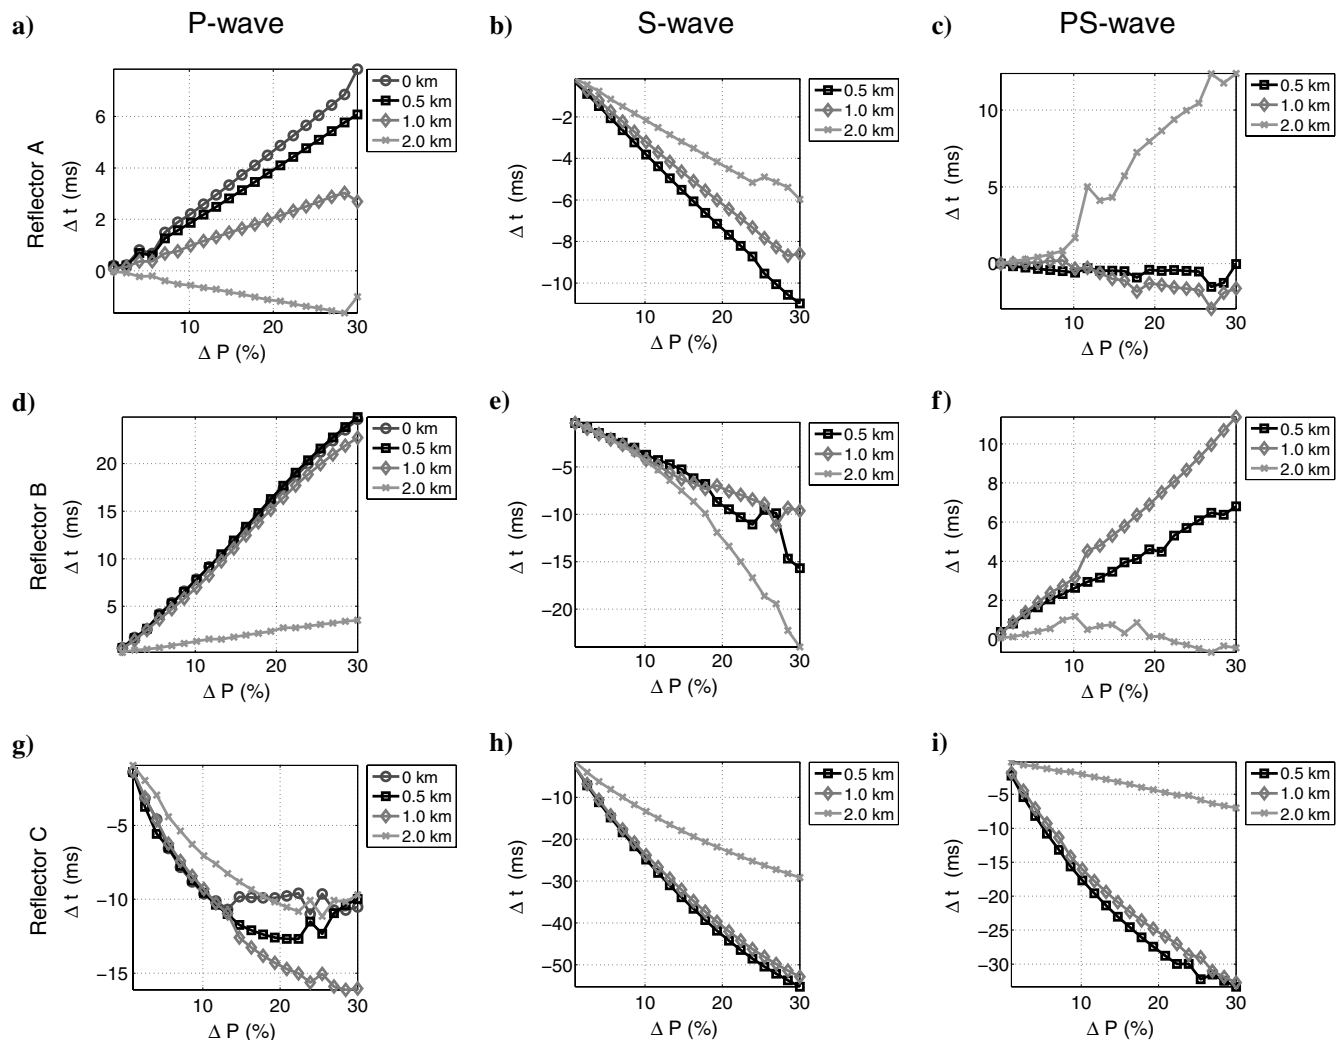 a)
P-wave
b)
S-wave
c)
PS-wave
Reflector A
Δ t (ms)
6
4
2
0
10
20
30
Δ P (%)
0 km
0.5 km
1.0 km
2.0 km
Δ t (ms)
−2
−4
−6
−8
−10
10
20
30
Δ P (%)
0.5 km
1.0 km
2.0 km
Δ t (ms)
10
5
0
10
20
30
Δ P (%)
0.5 km
1.0 km
2.0 km
d)
e)
f)
Reflector B
Δ t (ms)
20
15
10
5
10
20
30
Δ P (%)
0 km
0.5 km
1.0 km
2.0 km
Δ t (ms)
−5
−10
−15
−20
10
20
30
Δ P (%)
0.5 km
1.0 km
2.0 km
Δ t (ms)
10
8
6
4
2
0
10
20
30
Δ P (%)
0.5 km
1.0 km
2.0 km
g)
h)
i)
Reflector C
Δ t (ms)
−5
−10
−15
10
20
30
Δ P (%)
0 km
0.5 km
1.0 km
2.0 km
Δ t (ms)
−10
−20
−30
−40
−50
10
20
30
Δ P (%)
0.5 km
1.0 km
2.0 km
Δ t (ms)
−5
−10
−15
−20
−25
−30
10
20
30
Δ P (%)
0.5 km
1.0 km
2.0 km